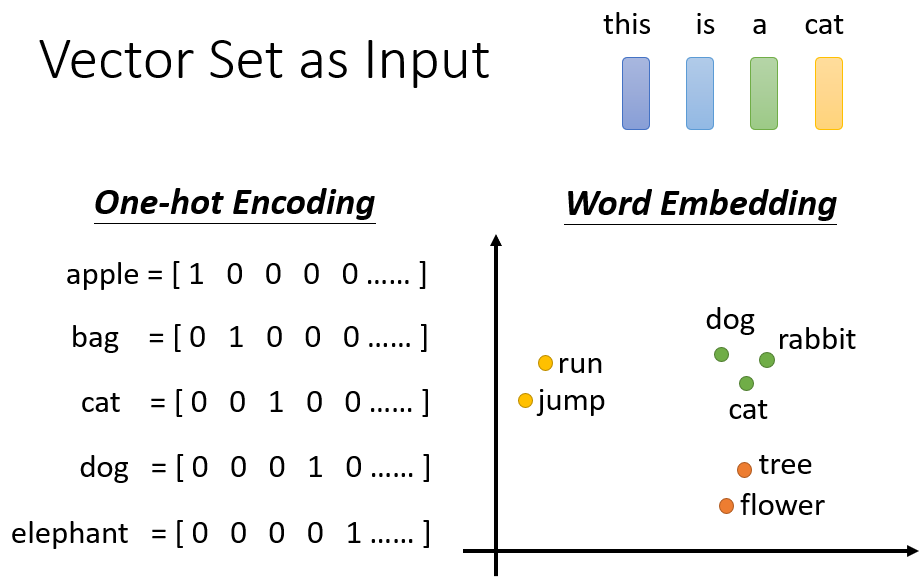 Vector Set as Input
this is a cat
One-hot Encoding
apple = [ 1 0 0 0 0 …… ]
bag = [ 0 1 0 0 0 …… ]
cat = [ 0 0 1 0 0 …… ]
dog = [ 0 0 0 1 0 …… ]
elephant = [ 0 0 0 0 1 …… ]
Word Embedding
dog
rabbit
run
jump
cat
tree
flower